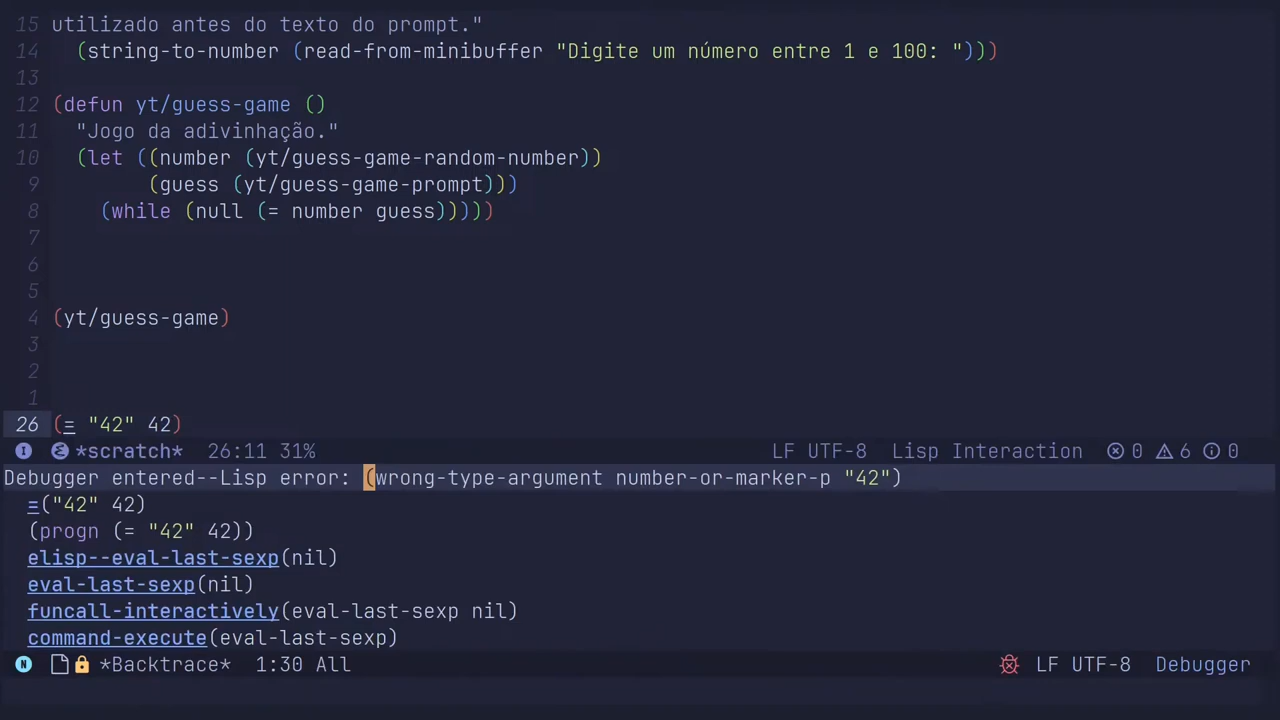 15 utilizado antes do texto do prompt."
14 (string-to-number (read-from-minibuffer "Digite um número entre 1 e 100: ")))
13
12 (defun yt/guess-game ()
11 "Jogo da adivinhação."
10 (let ((number (yt/guess-game-random-number))
9 (guess (yt/guess-game-prompt)))
8 (while (null (= number guess)))))
7
6
5
4 (yt/guess-game)
3
2
1
26 (= "42" 42)
I *scratch* 26:11 31% LF UTF-8 Lisp Interaction 0 6 0
Debugger entered--Lisp error: (wrong-type-argument number-or-marker-p "42")
=("42" 42)
(progn (= "42" 42))
elisp--eval-last-sexp(nil)
eval-last-sexp(nil)
funcall-interactively(eval-last-sexp nil)
command-execute(eval-last-sexp)
N *Backtrace* 1:30 All LF UTF-8 Debugger